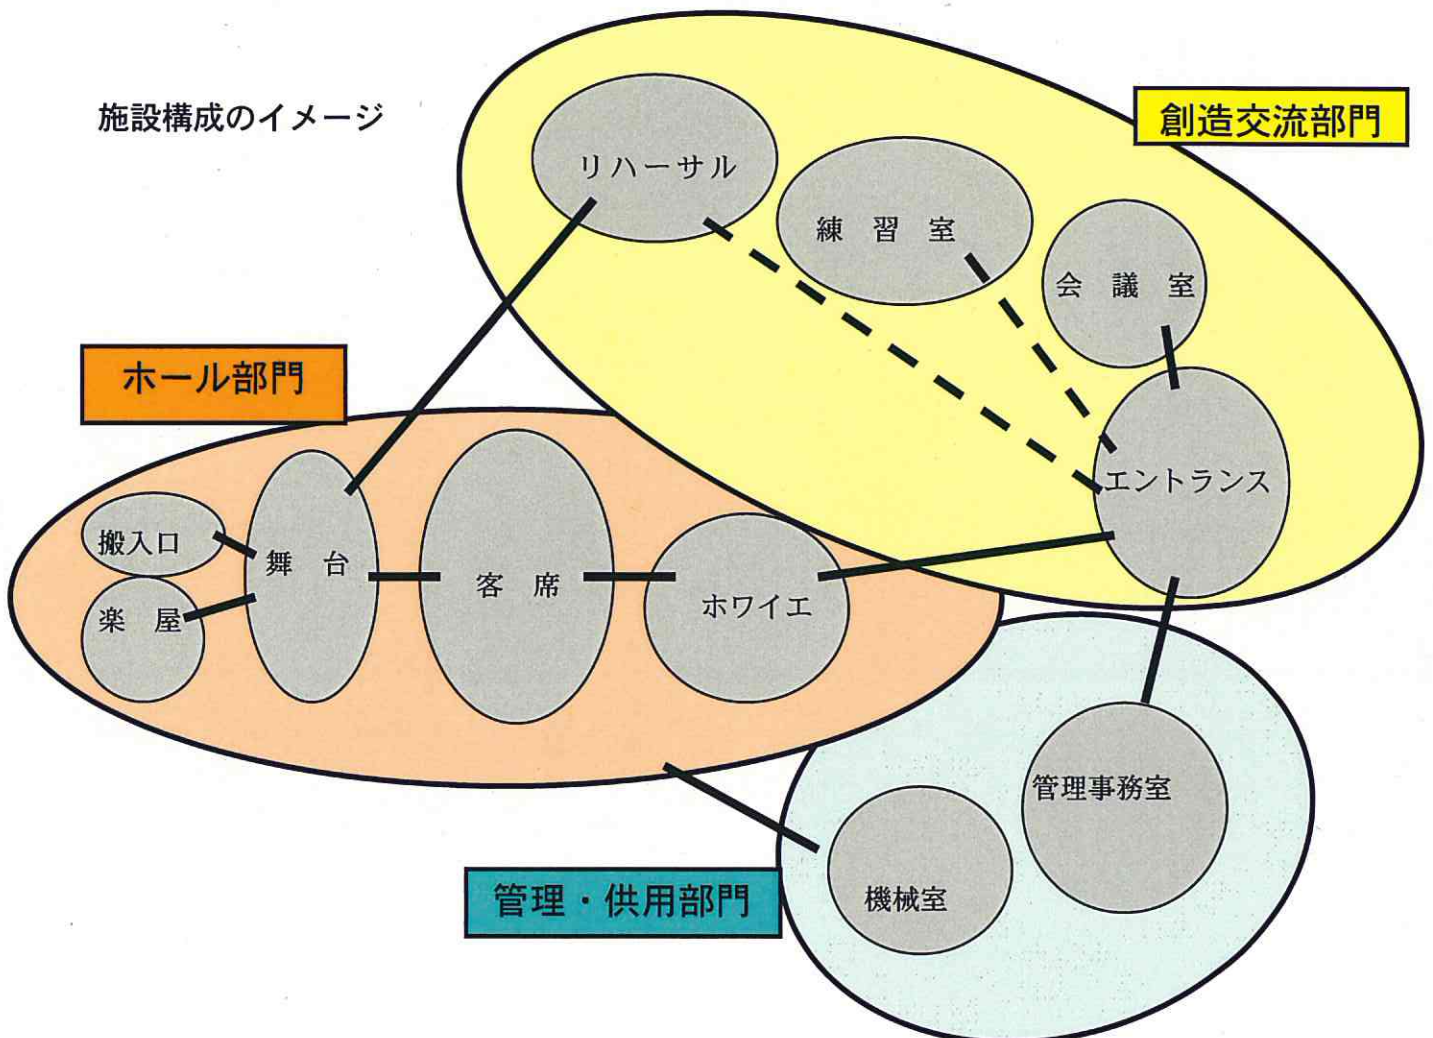 施設構成のイメージ
創造交流部門
リハーサル
練習室
会議室
エントランス
ホール部門
搬入口
楽屋
舞台
客席
ホワイエ
管理事務室
機械室
管理・供用部門